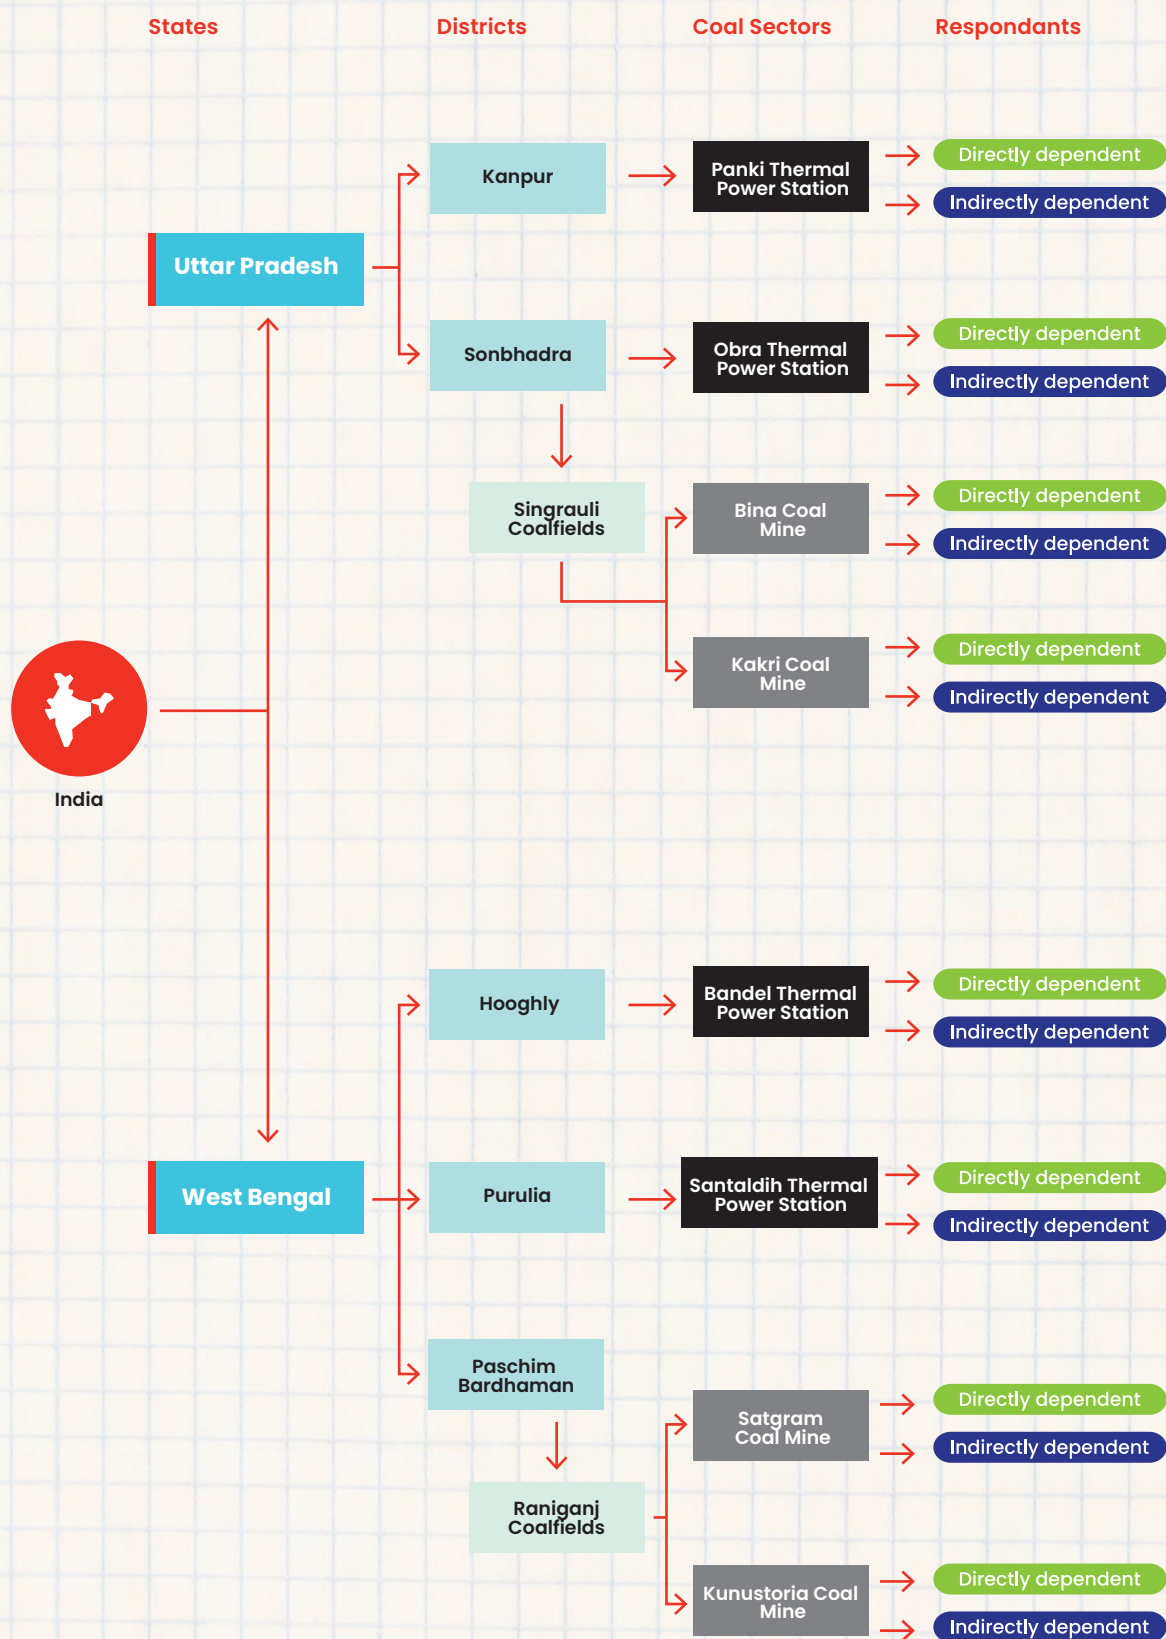 States
Districts
Coal Sectors
Respondants
Kanpur
Panki Thermal
Power Station
Directly dependent
Indirectly dependent
Uttar Pradesh
Sonbhadra
Obra Thermal
Power Station
Directly dependent
Indirectly dependent
Singrauli
Coalfields
Bina Coal
Mine
Directly dependent
Indirectly dependent
Kakri Coal
Mine
Directly dependent
Indirectly dependent
India
Hooghly
Bandel Thermal
Power Station
Directly dependent
Indirectly dependent
West Bengal
Purulia
Santaldih Thermal
Power Station
Directly dependent
Indirectly dependent
Paschim
Bardhaman
Satgram
Coal Mine
Directly dependent
Indirectly dependent
Raniganj
Coalfields
Kunustoria Coal
Mine
Directly dependent
Indirectly dependent